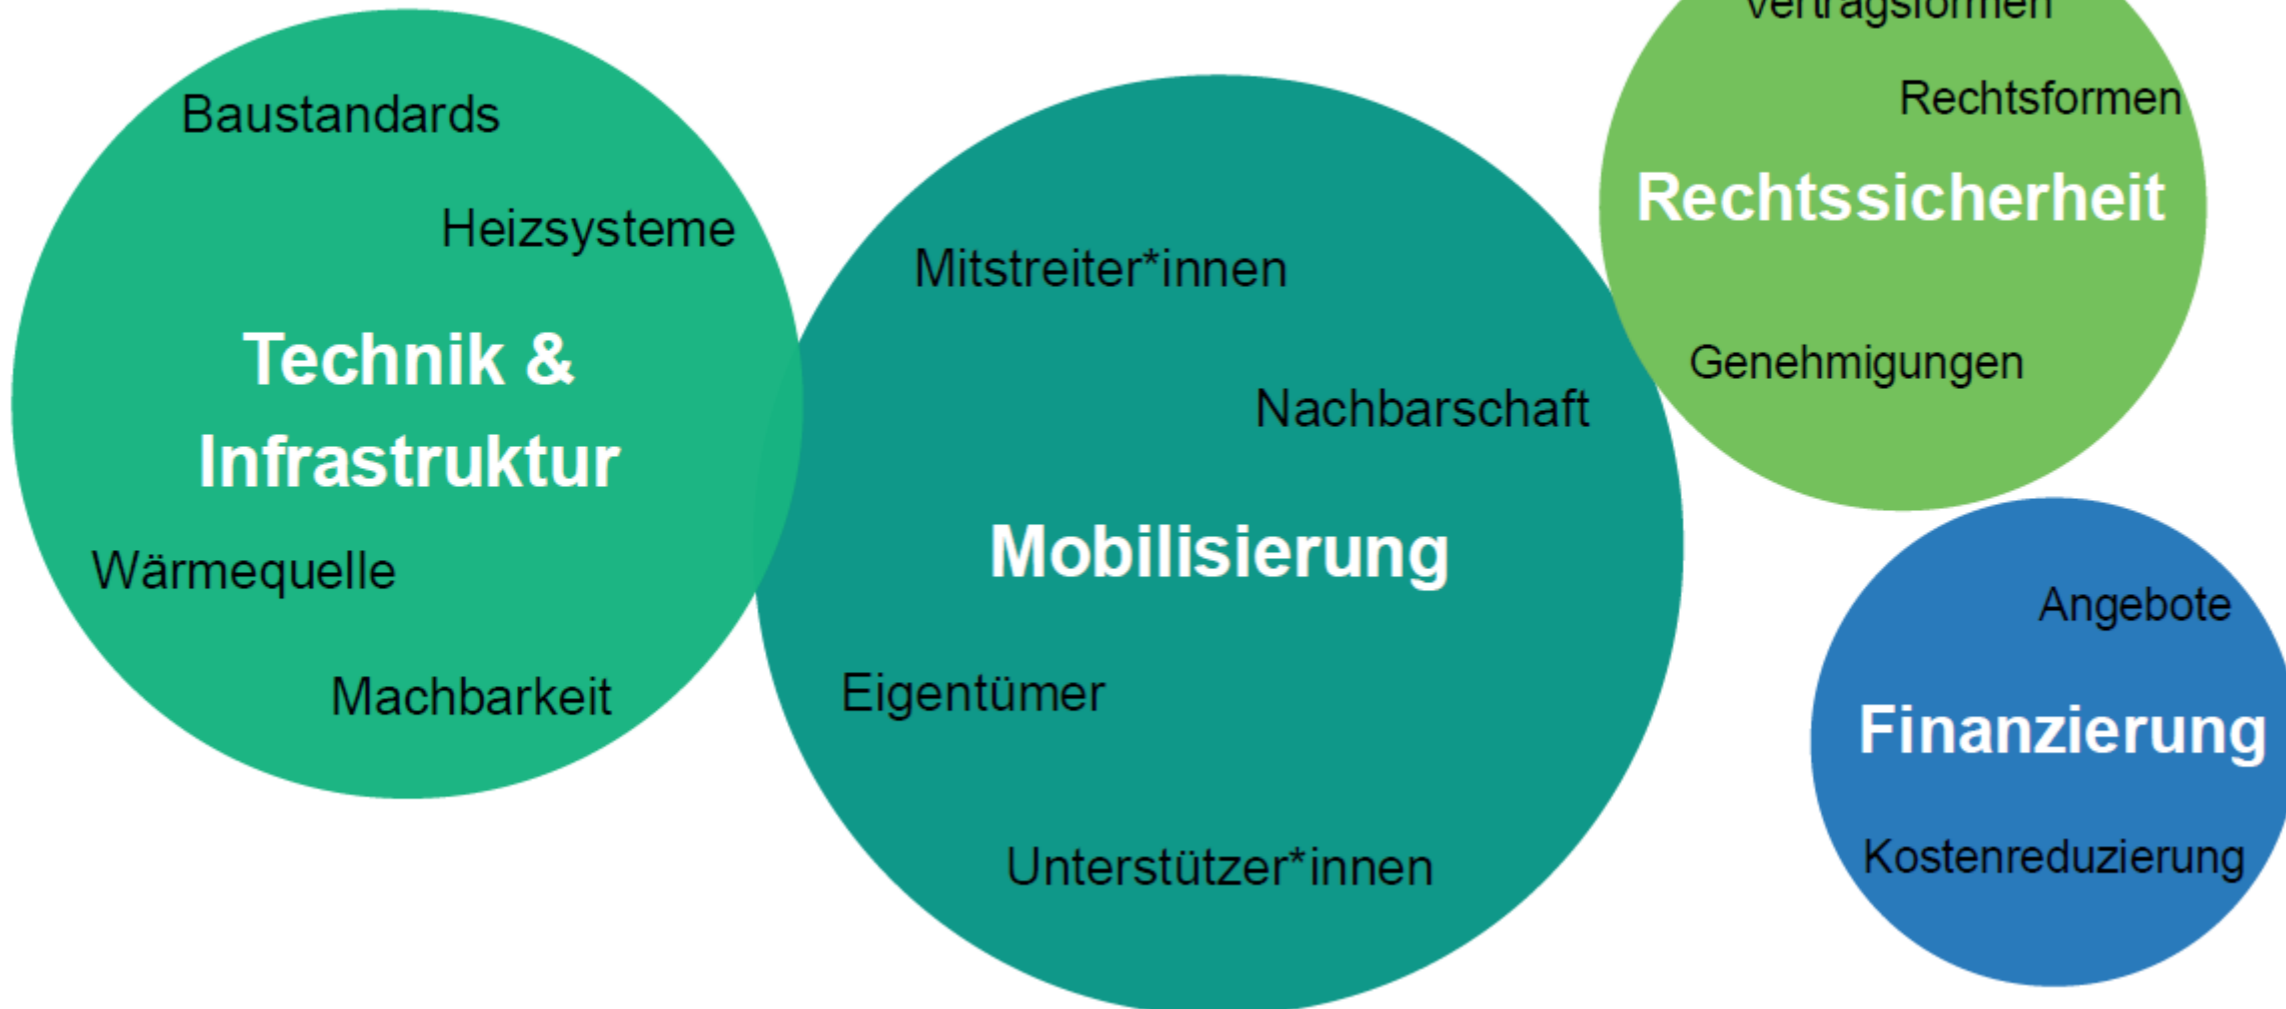 Baustandards
Heizsysteme
Technik &
Infrastruktur
Wärmequelle
Machbarkeit
Mitstreiter*innen
Nachbarschaft
Mobilisierung
Eigentümer
Unterstützer*innen
Vertragsformen
Rechtsformen
Rechtssicherheit
Genehmigungen
Angebote
Finanzierung
Kostenreduzierung